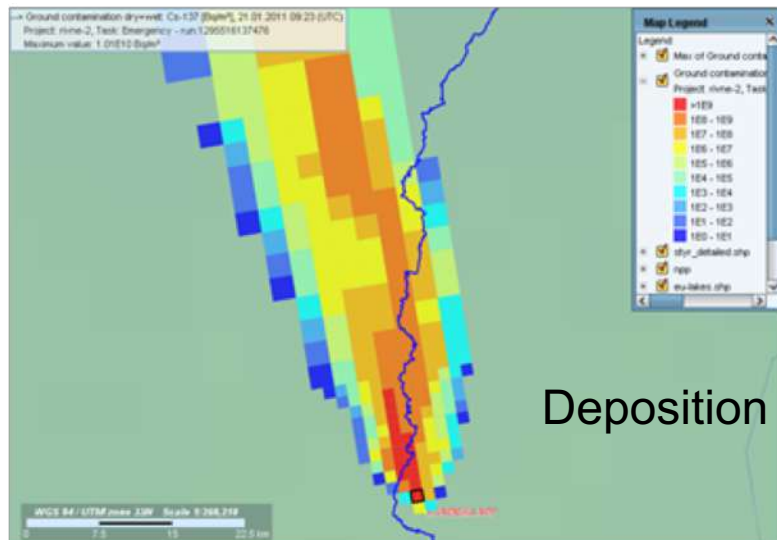 Ground contamination dry+wet: Cs-137 [Bq/m²], 21.01.2011 09:23 (UTC)
Project: rivne-2, Task: Emergency - run:1295516137476
Maximum value: 1.01E10 Bq/m²
Map Legend
Legend
Max of Ground conta
Ground contamination
Project: rivne-2, Task
>1E9
1E8 - 1E9
1E7 - 1E8
1E6 - 1E7
1E5 - 1E6
1E4 - 1E5
1E3 - 1E4
1E2 - 1E3
1E1 - 1E2
1E0 - 1E1
styr_detailed.shp
npp
eu-lakes.shp
Deposition
WGS 84 / UTM zone 33N Scale 1:268,218
0 7.5 15 22.5 km